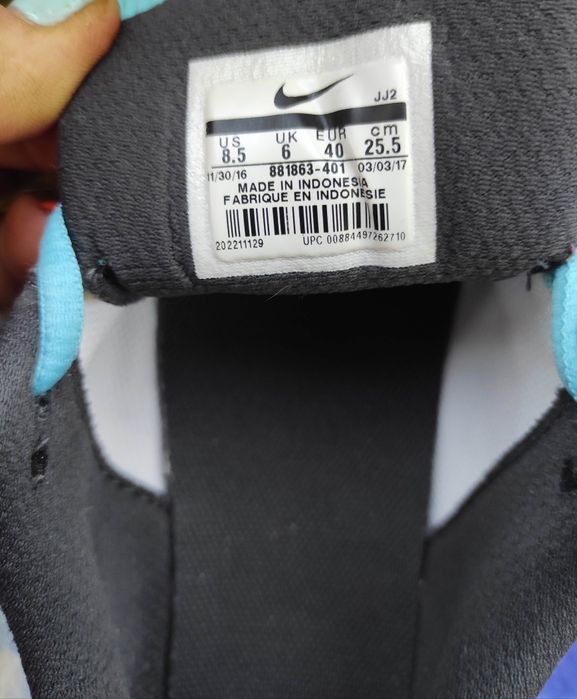 JJ2
US UK EUR cm
8.5 6 40 25.5
11/30/16 881863-401 03/03/17
MADE IN INDONESIA
FABRIQUE EN INDONESIE
202211129 UPC 00884497262710